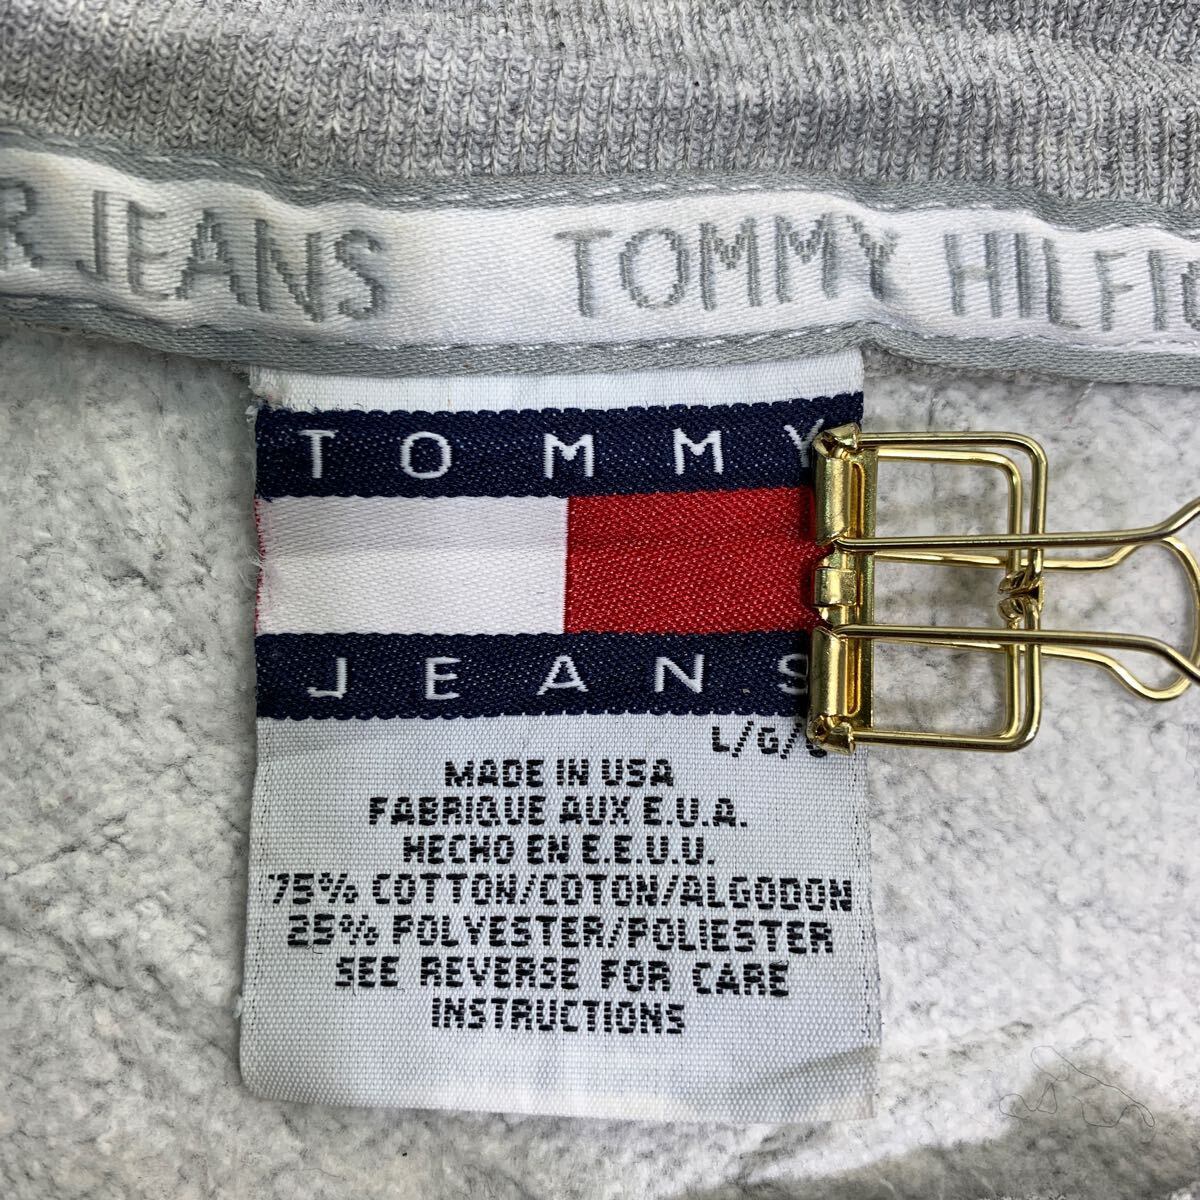 R JEANS TOMMY HILFIG
TOMMY
JEANS
L/G/
MADE IN USA
FABRIQUE AUX E.U.A.
HECHO EN E.E.U.U.
75% COTTON/COTON/ALGODON
25% POLYESTER/POLIESTER
SEE REVERSE FOR CARE
INSTRUCTIONS